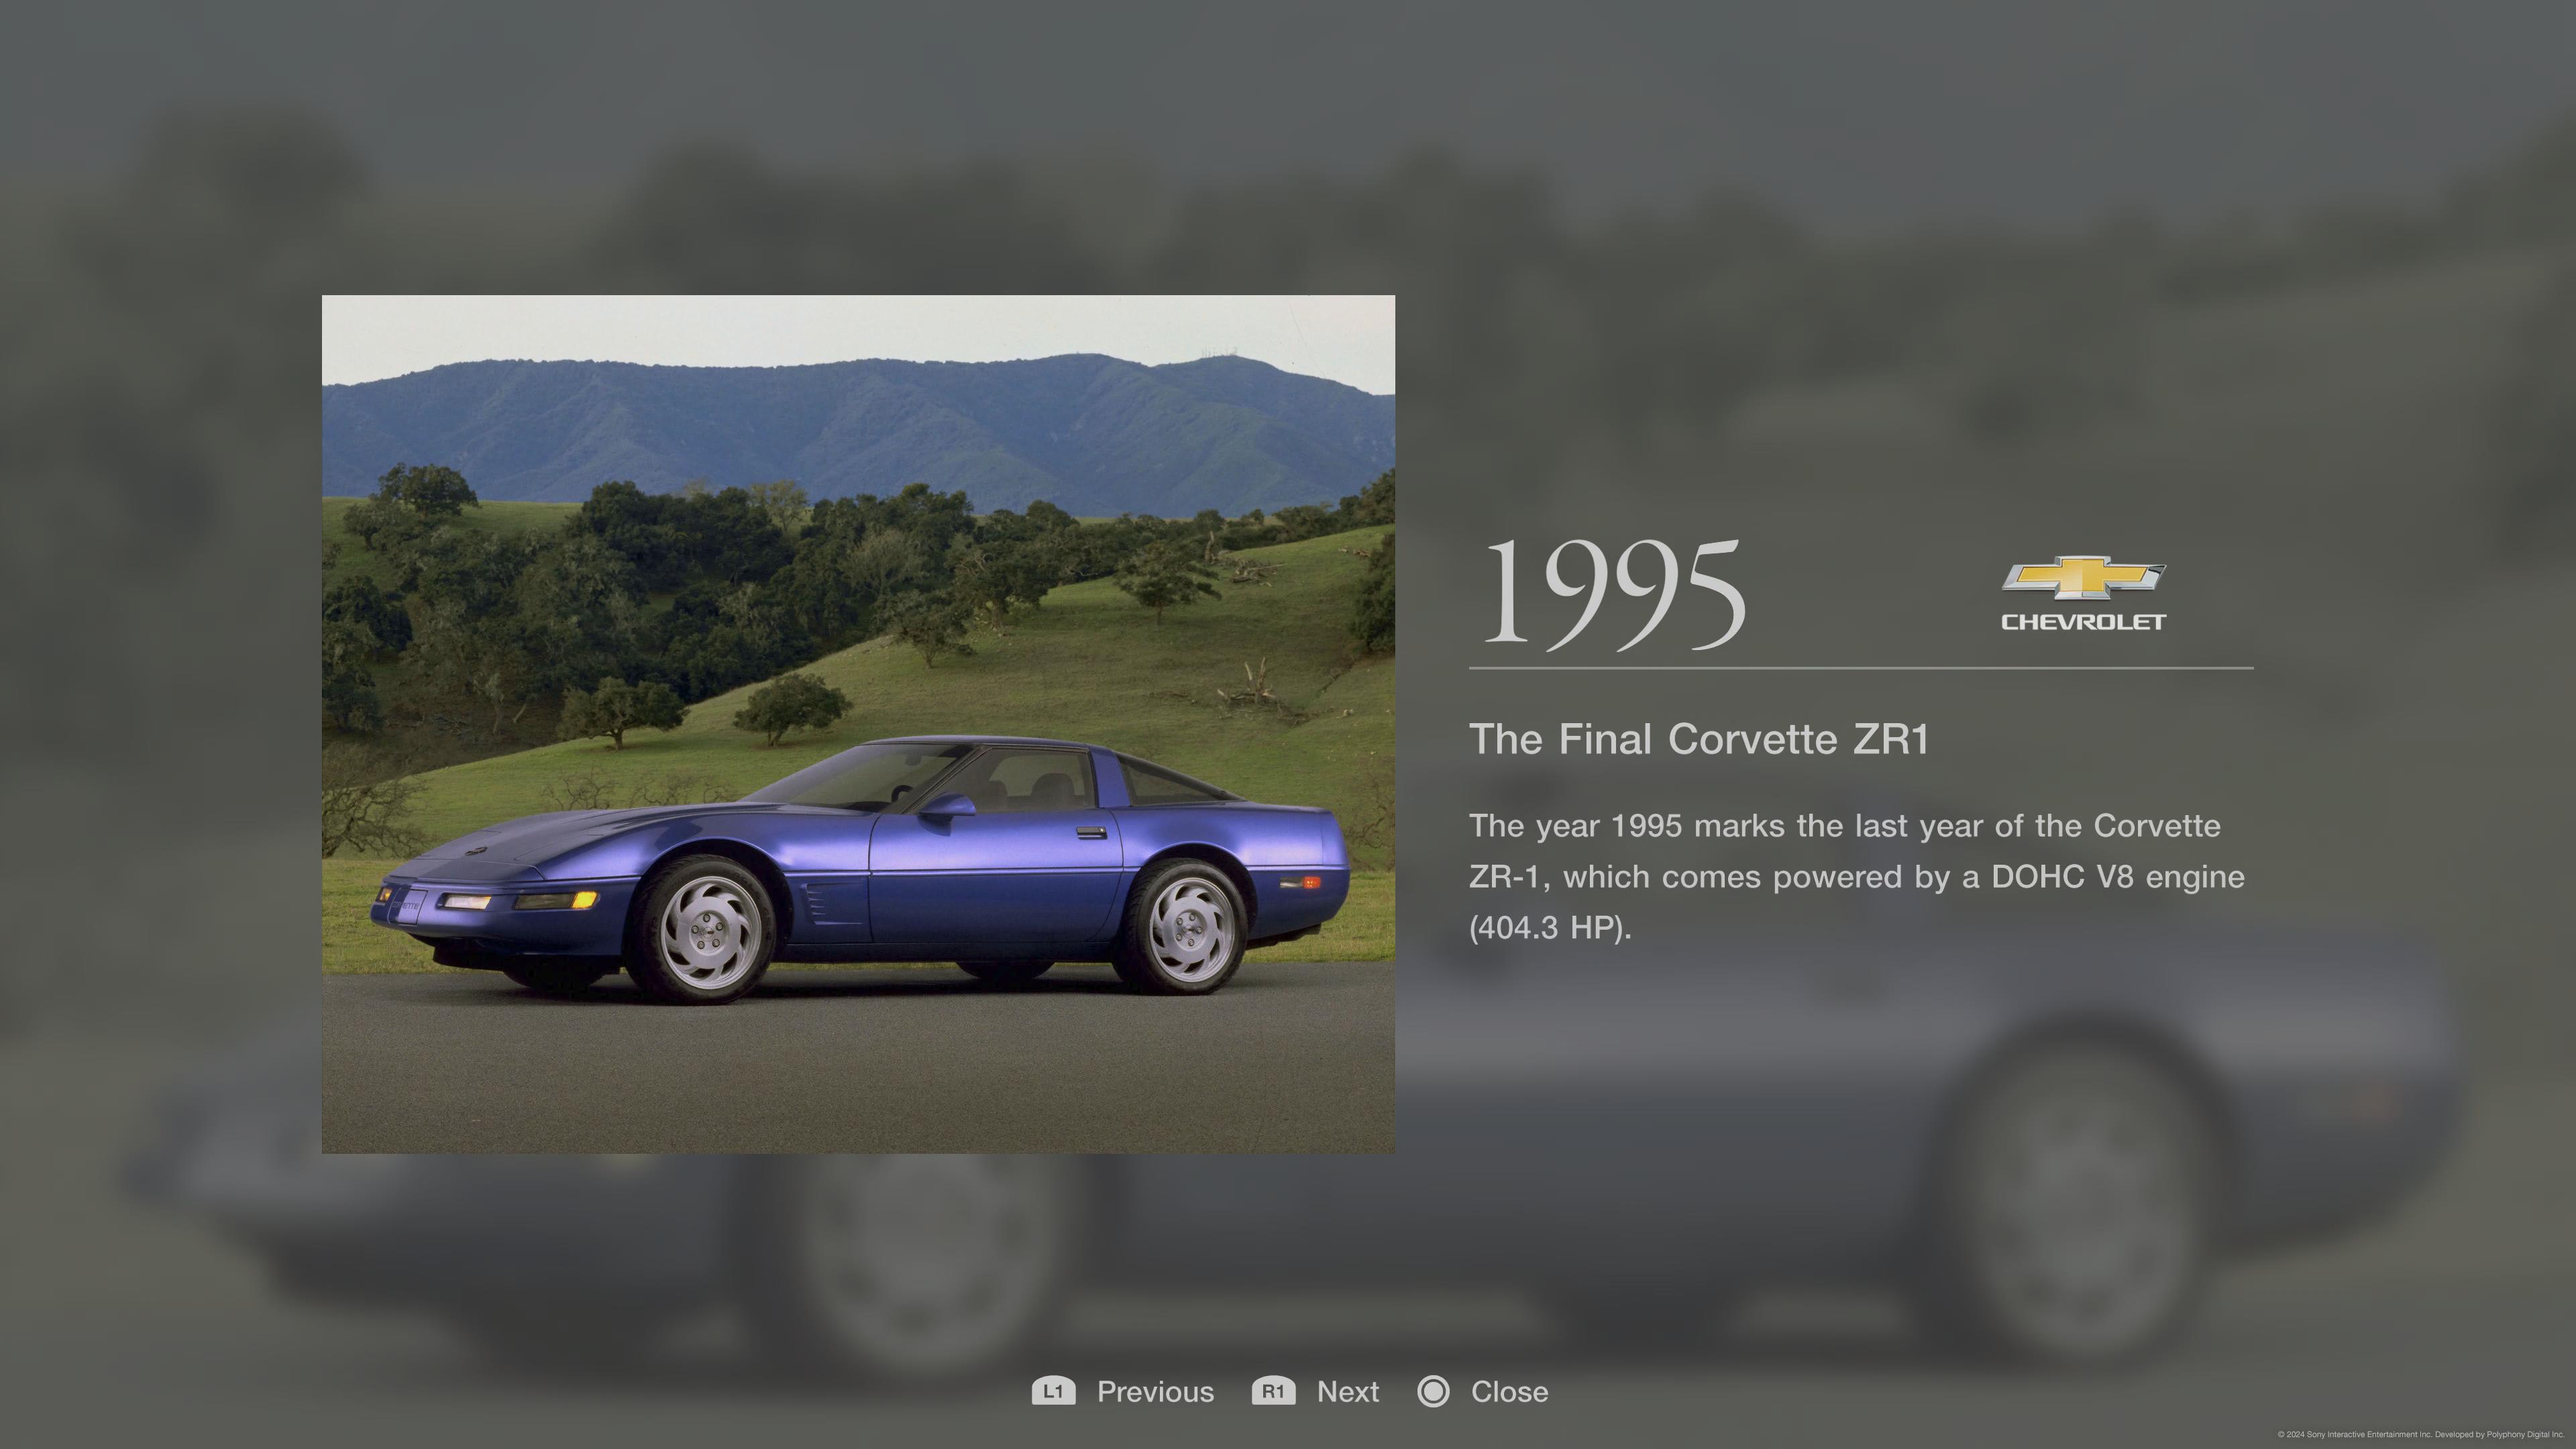 1995
CHEVROLET
The Final Corvette ZR1
The year 1995 marks the last year of the Corvette
ZR-1, which comes powered by a DOHC V8 engine
(404.3 HP).
L1 Previous R1 Next Close
© 2024 Sony Interactive Entertainment Inc. Developed by Polyphony Digital Inc.